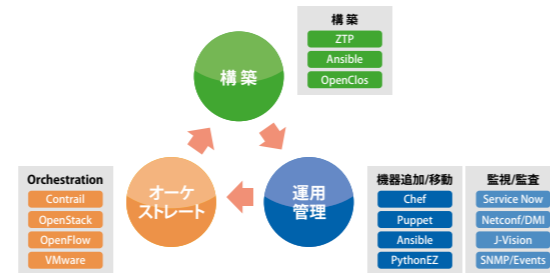 構築
ZTP
Ansible
OpenClos
構築
Orchestration
Contrail
OpenStack
OpenFlow
VMware
オーケ
ストレート
運用
管理
機器追加/移動
Chef
Puppet
Ansible
PythonEZ
監視/監査
Service Now
Netconf/DMI
J-Vision
SNMP/Events